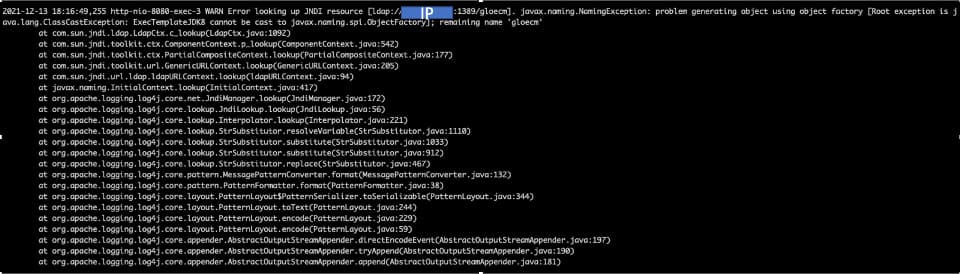 2021-12-13 18:16:49,255 http-nio-8080-exec-3 WARN Error looking up JNDI resource [ldap://IP:1389/gloecm]. javax.naming.NamingException: problem generating object using object factory [Root exception is j
ava.lang.ClassCastException: ExecTemplateJDK8 cannot be cast to javax.naming.spi.ObjectFactory]; remaining name 'gloecm'
at com.sun.jndi.ldap.LdapCtx.c_lookup(LdapCtx.java:1092)
at com.sun.jndi.toolkit.ctx.ComponentContext.p_lookup(ComponentContext.java:542)
at com.sun.jndi.toolkit.ctx.PartialCompositeContext.lookup(PartialCompositeContext.java:177)
at com.sun.jndi.toolkit.url.GenericURLContext.lookup(GenericURLContext.java:205)
at com.sun.jndi.url.ldap.ldapURLContext.lookup(ldapURLContext.java:94)
at javax.naming.InitialContext.lookup(InitialContext.java:417)
at org.apache.logging.log4j.core.net.JndiManager.lookup(JndiManager.java:172)
at org.apache.logging.log4j.core.lookup.JndiLookup.lookup(JndiLookup.java:56)
at org.apache.logging.log4j.core.lookup.Interpolator.lookup(Interpolator.java:221)
at org.apache.logging.log4j.core.lookup.StrSubstitutor.resolveVariable(StrSubstitutor.java:1110)
at org.apache.logging.log4j.core.lookup.StrSubstitutor.substitute(StrSubstitutor.java:1033)
at org.apache.logging.log4j.core.lookup.StrSubstitutor.substitute(StrSubstitutor.java:912)
at org.apache.logging.log4j.core.lookup.StrSubstitutor.replace(StrSubstitutor.java:467)
at org.apache.logging.log4j.core.pattern.MessagePatternConverter.format(MessagePatternConverter.java:132)
at org.apache.logging.log4j.core.pattern.PatternFormatter.format(PatternFormatter.java:38)
at org.apache.logging.log4j.core.layout.PatternLayout$PatternSerializer.toSerializable(PatternLayout.java:344)
at org.apache.logging.log4j.core.layout.PatternLayout.toText(PatternLayout.java:244)
at org.apache.logging.log4j.core.layout.PatternLayout.encode(PatternLayout.java:229)
at org.apache.logging.log4j.core.layout.PatternLayout.encode(PatternLayout.java:59)
at org.apache.logging.log4j.core.appender.AbstractOutputStreamAppender.directEncodeEvent(AbstractOutputStreamAppender.java:197)
at org.apache.logging.log4j.core.appender.AbstractOutputStreamAppender.tryAppend(AbstractOutputStreamAppender.java:190)
at org.apache.logging.log4j.core.appender.AbstractOutputStreamAppender.append(AbstractOutputStreamAppender.java:181)